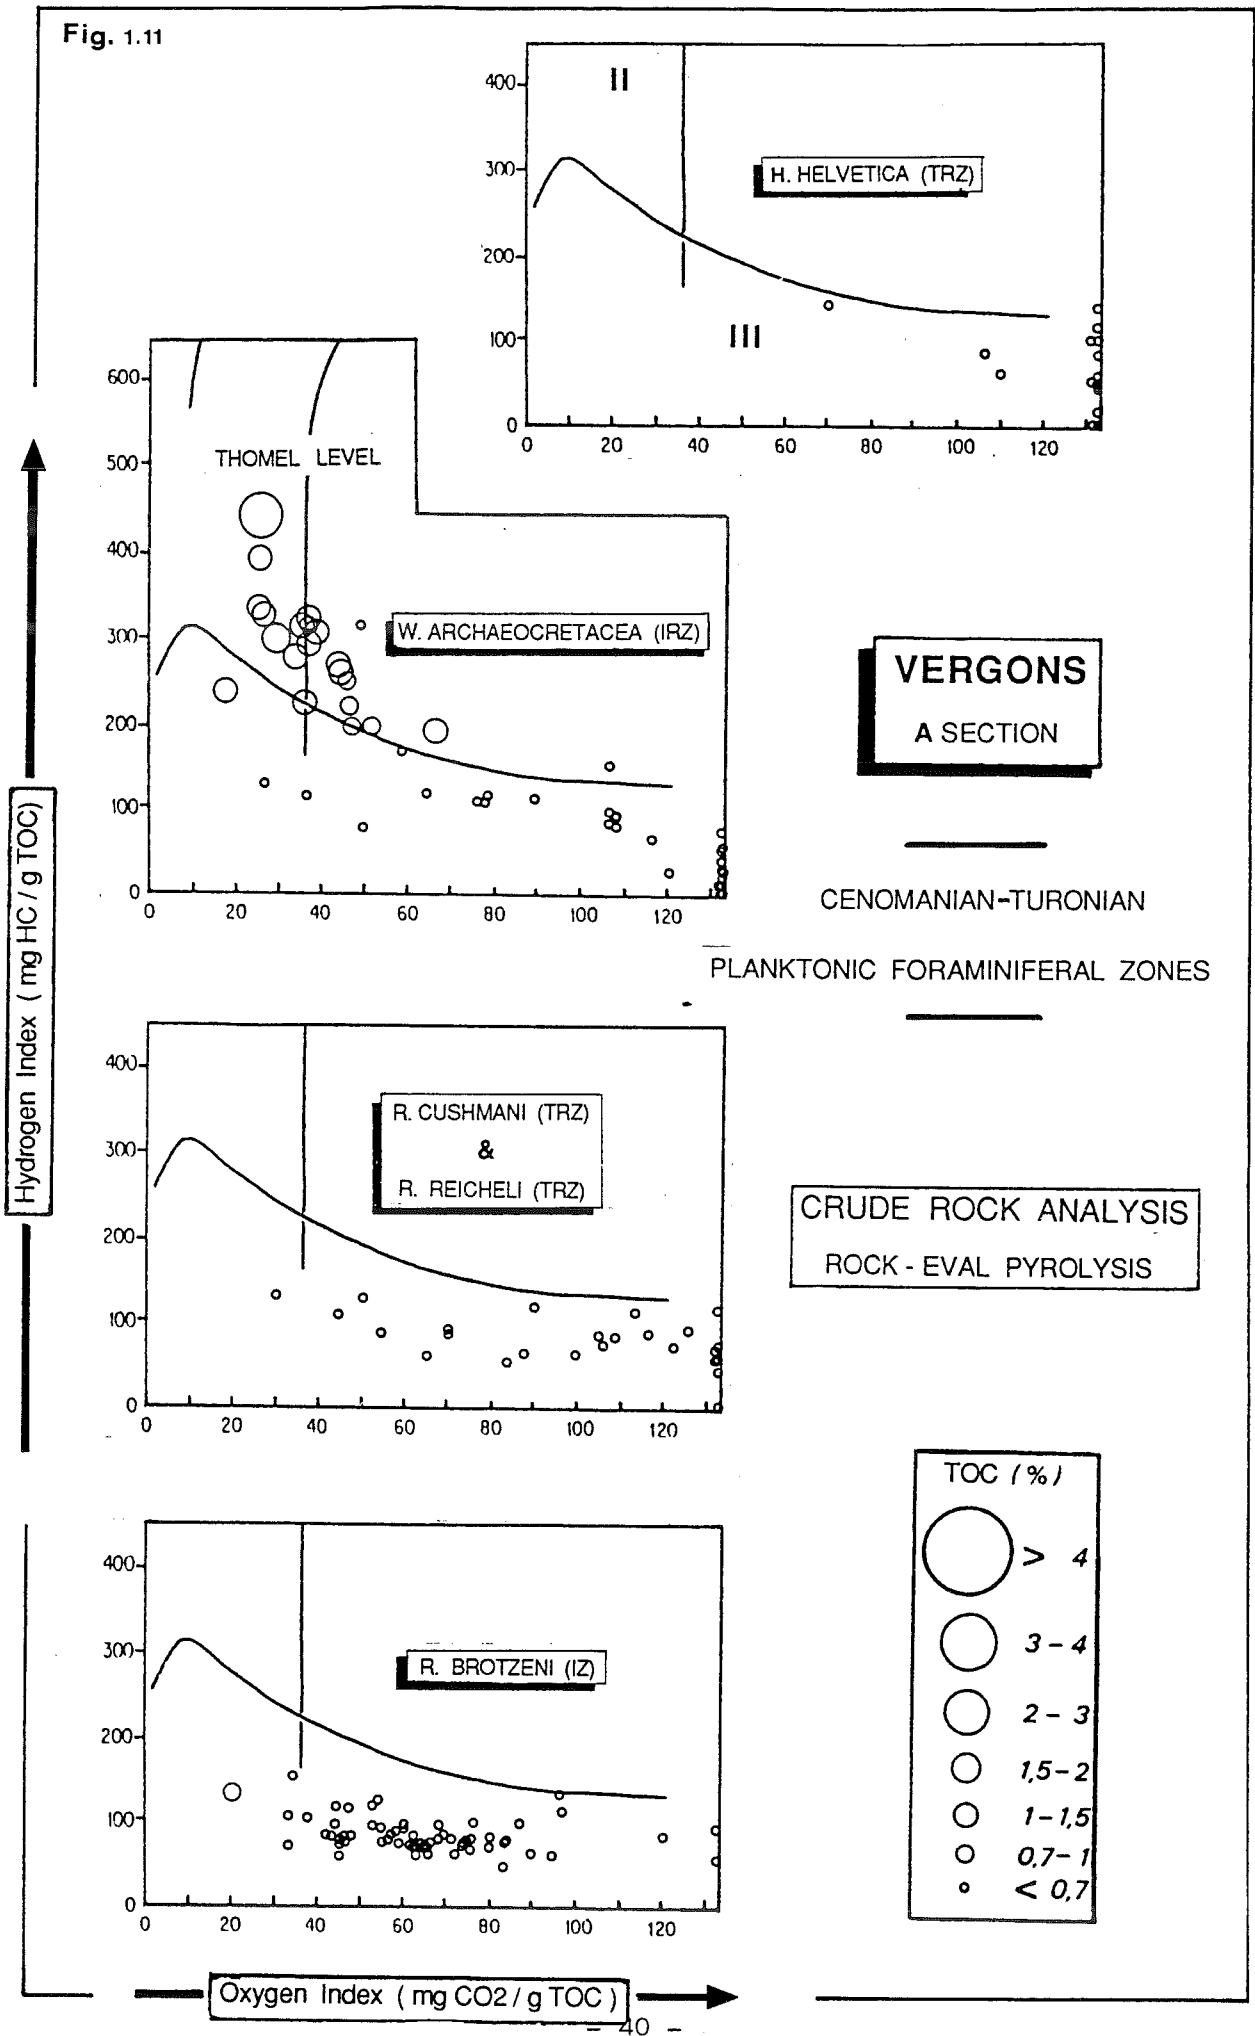 Fig. 1.11
400
300
200
100
0
II
III
H. HELVETICA (TRZ)
0 20 40 60 80 100 120
600
500
400
300
200
100
0
THOMEL LEVEL
W. ARCHAEOCRETACEA (IRZ)
0 20 40 60 80 100 120
VERGONS
A SECTION
CENOMANIAN-TURONIAN
PLANKTONIC FORAMINIFERAL ZONES
Hydrogen Index ( mg HC / g TOC)
400
300
200
100
0
R. CUSHMANI (TRZ)
&
R. REICHELI (TRZ)
0 20 40 60 80 100 120
CRUDE ROCK ANALYSIS
ROCK - EVAL PYROLYSIS
400
300
200
100
0
R. BROTZENI (IZ)
0 20 40 60 80 100 120
TOC (%)
> 4
3 - 4
2 - 3
1,5 - 2
1 - 1,5
0,7 - 1
< 0,7
Oxygen Index ( mg CO2 / g TOC )
- 40 -